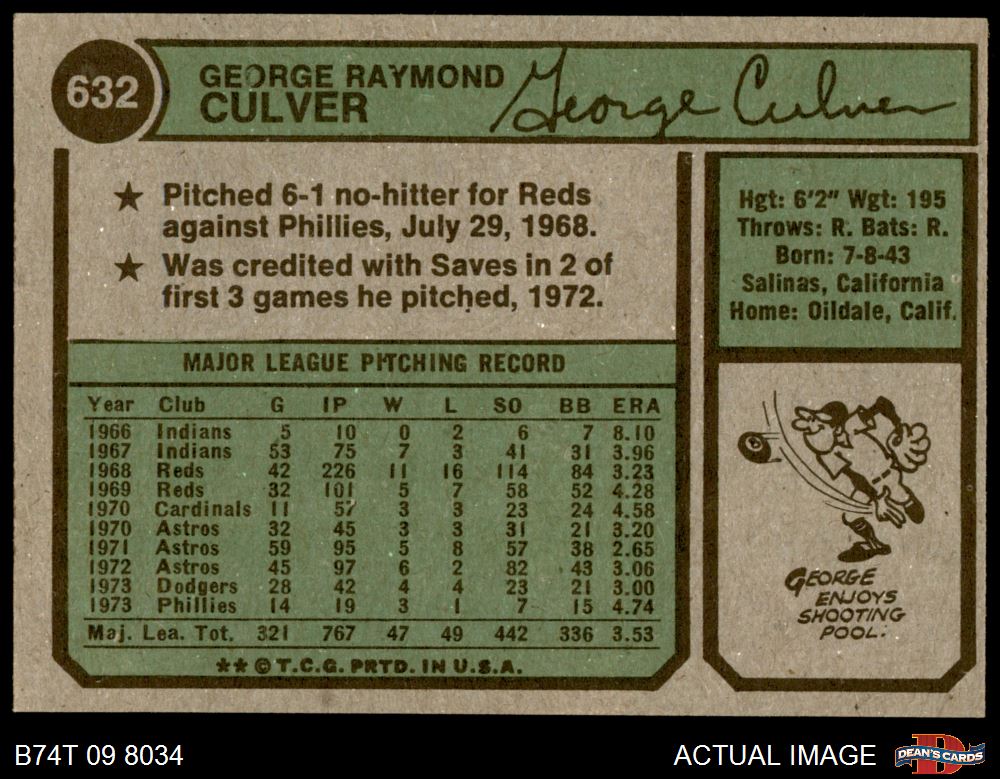 632
GEORGE RAYMOND
CULVER
George Culver
★ Pitched 6-1 no-hitter for Reds
against Phillies, July 29, 1968.
★ Was credited with Saves in 2 of
first 3 games he pitched, 1972.
Hgt: 6'2" Wgt: 195
Throws: R. Bats: R.
Born: 7-8-43
Salinas, California
Home: Oildale, Calif.
MAJOR LEAGUE PITCHING RECORD
Year Club G IP W L SO BB ERA
1966 Indians 5 10 0 2 6 7 8.10
1967 Indians 53 75 7 3 41 31 3.96
1968 Reds 42 226 11 16 114 84 3.23
1969 Reds 32 101 5 7 58 52 4.28
1970 Cardinals 11 57 3 3 23 24 4.58
1970 Astros 32 45 3 3 31 21 3.20
1971 Astros 59 95 5 8 57 38 2.65
1972 Astros 45 97 6 2 82 43 3.06
1973 Dodgers 28 42 4 4 23 21 3.00
1973 Phillies 14 19 3 1 7 15 4.74
Maj. Lea. Tot. 321 767 47 49 442 336 3.53
★★ © T.C.G. PRTD. IN U.S.A.
8
GEORGE
ENJOYS
SHOOTING
POOL.
B74T 09 8034
ACTUAL IMAGE
D
DEAN'S CARDS